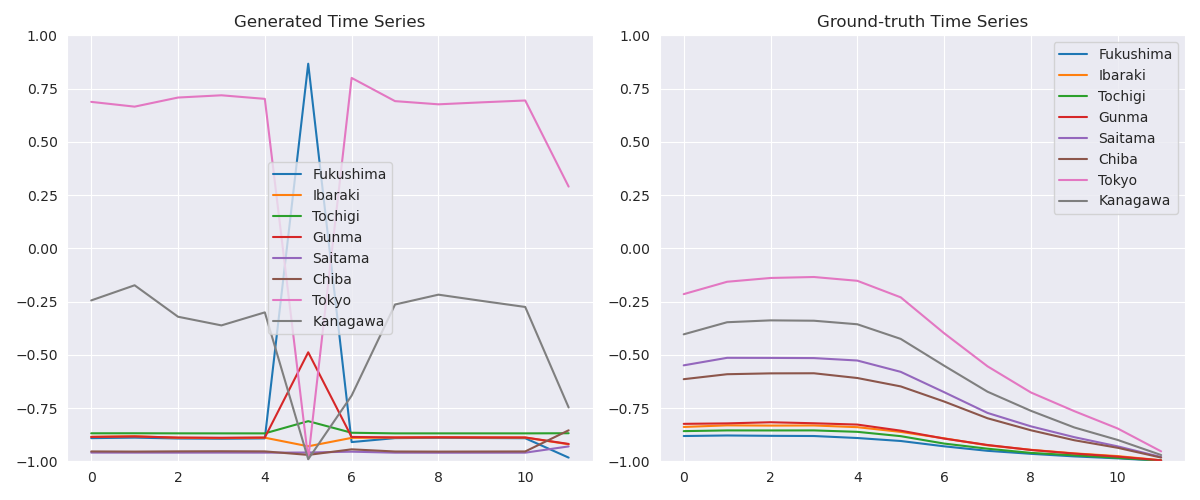 Generated Time Series
1.00
0.75
0.50
0.25
0.00
−0.25
−0.50
−0.75
−1.00
0 2 4 6 8 10
Fukushima
Ibaraki
Tochigi
Gunma
Saitama
Chiba
Tokyo
Kanagawa
Ground-truth Time Series
1.00
0.75
0.50
0.25
0.00
−0.25
−0.50
−0.75
−1.00
0 2 4 6 8 10
Fukushima
Ibaraki
Tochigi
Gunma
Saitama
Chiba
Tokyo
Kanagawa